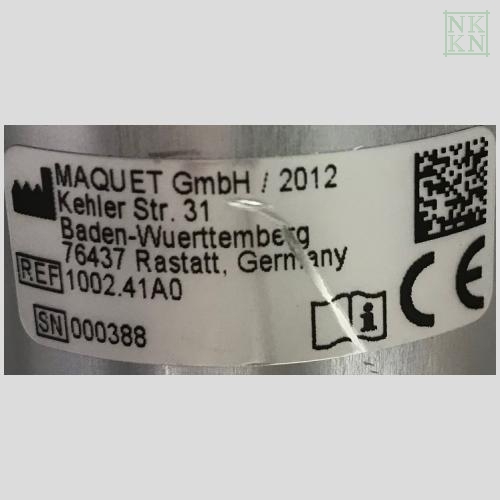 NK
KN
MAQUET GmbH / 2012
Kehler Str. 31
Baden-Wuerttemberg
76437 Rastatt, Germany
REF 1002.41A0
SN 000388
i
CE